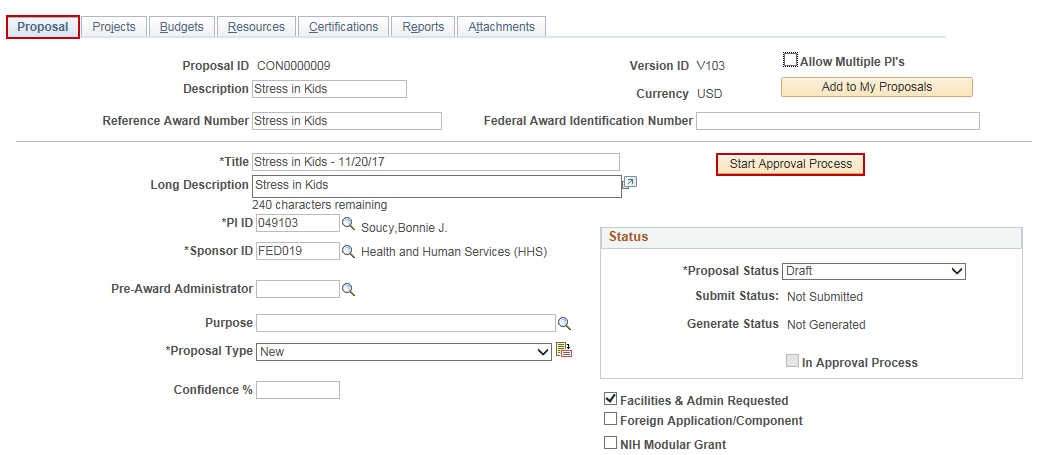 Proposal Projects Budgets Resources Certifications Reports Attachments
Proposal ID CON0000009 Version ID V103 Allow Multiple PI's
Description Stress in Kids Currency USD Add to My Proposals
Reference Award Number Stress in Kids Federal Award Identification Number
*Title Stress in Kids - 11/20/17 Start Approval Process
Long Description Stress in Kids
240 characters remaining
*PI ID 049103 Soucy,Bonnie J.
Status
*Sponsor ID FED019 Health and Human Services (HHS)
*Proposal Status Draft
Pre-Award Administrator Submit Status: Not Submitted
Purpose Generate Status Not Generated
*Proposal Type New
In Approval Process
Confidence %
Facilities & Admin Requested
Foreign Application/Component
NIH Modular Grant